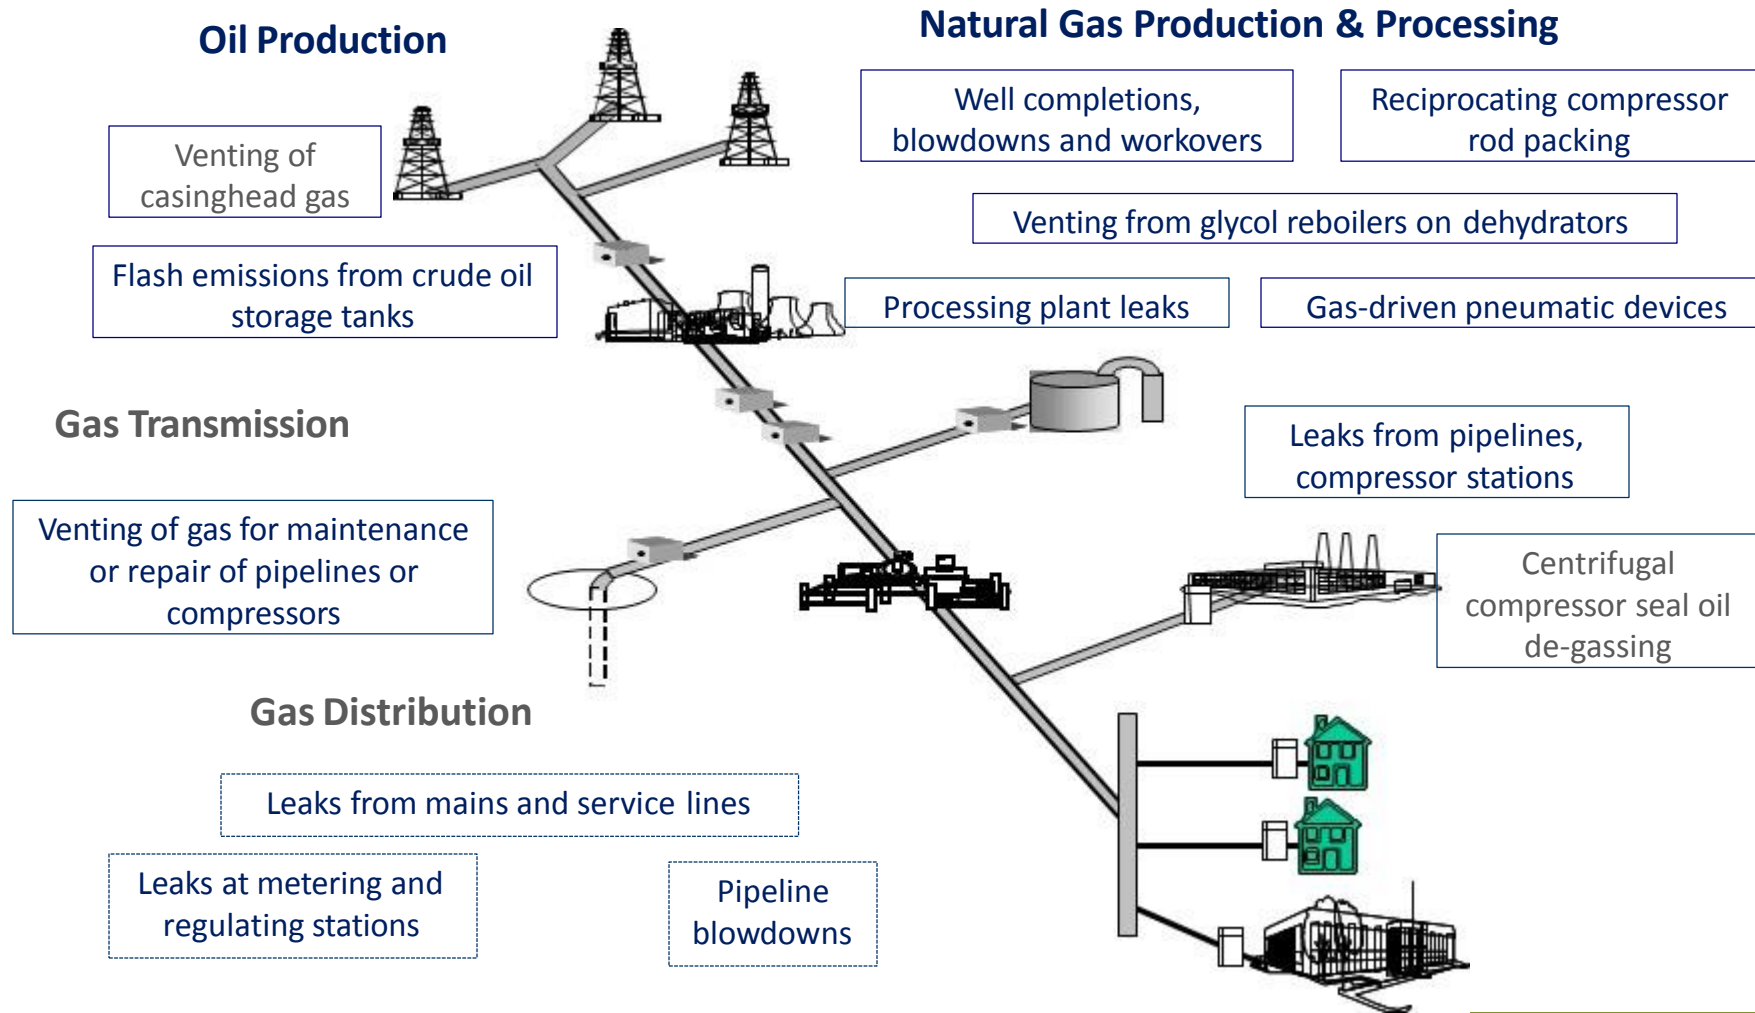 Oil Production
Natural Gas Production & Processing
Venting of
casinghead gas
Flash emissions from crude oil
storage tanks
Well completions,
blowdowns and workovers
Reciprocating compressor
rod packing
Venting from glycol reboilers on dehydrators
Processing plant leaks
Gas-driven pneumatic devices
Gas Transmission
Leaks from pipelines,
compressor stations
Venting of gas for maintenance
or repair of pipelines or
compressors
Centrifugal
compressor seal oil
de-gassing
Gas Distribution
Leaks from mains and service lines
Leaks at metering and
regulating stations
Pipeline
blowdowns